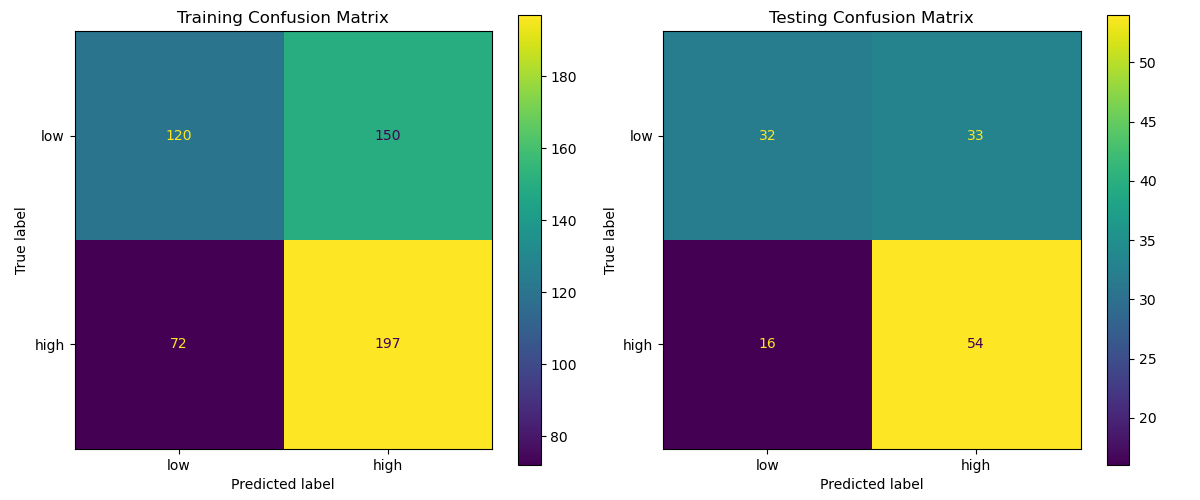 Training Confusion Matrix
True label
low
high
120
150
72
197
low
high
Predicted label
180
160
140
120
100
80
Testing Confusion Matrix
True label
low
high
32
33
16
54
low
high
Predicted label
50
45
40
35
30
25
20